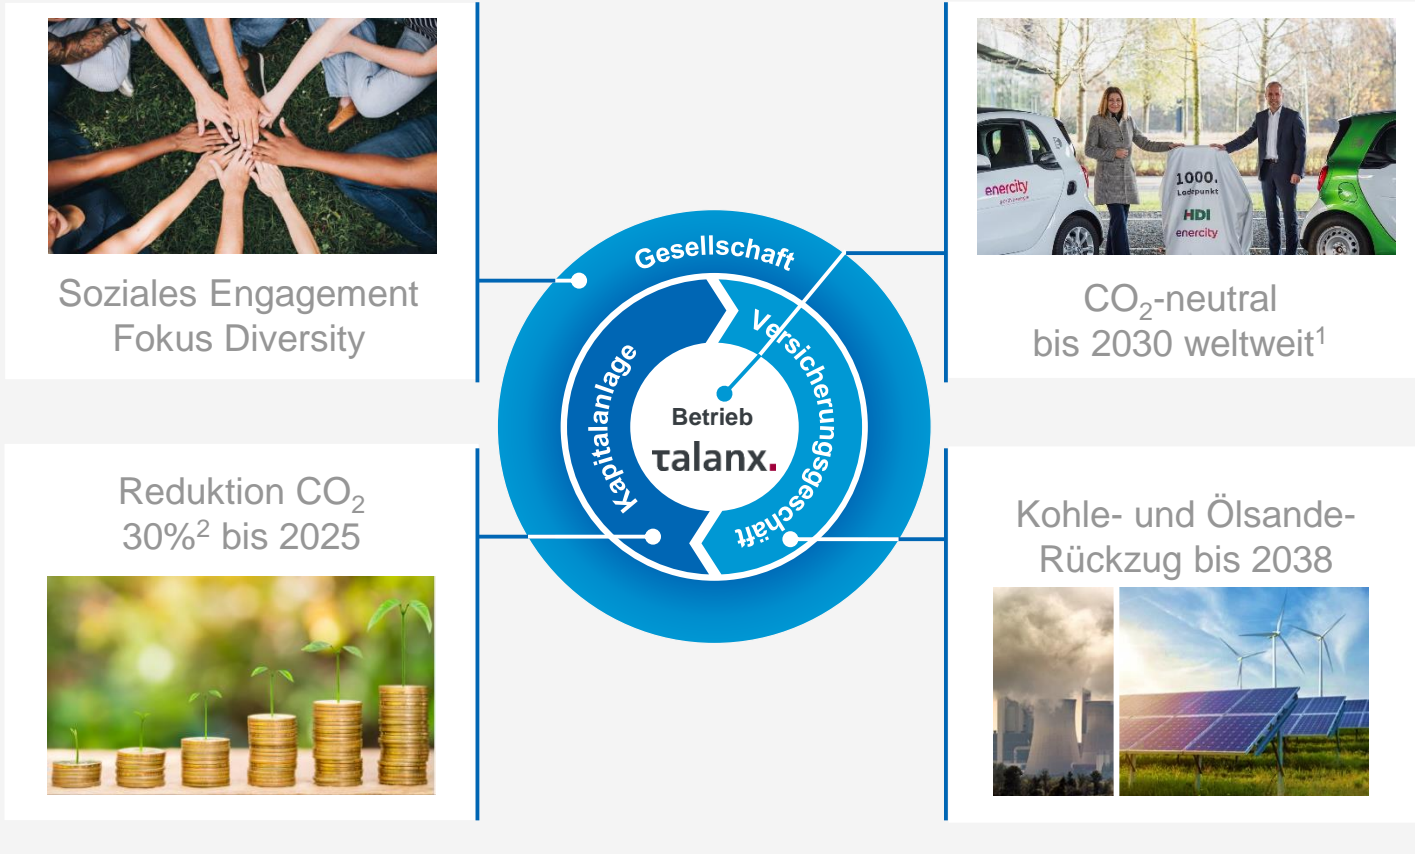 Soziales Engagement
Fokus Diversity
enercity
1000.
Ladepunkt
HDI
enercity
CO₂-neutral
bis 2030 weltweit¹
Gesellschaft
Kapitalanlage
Versicherungsgeschäft
Betrieb
τalanx.
Reduktion CO₂
30%² bis 2025
Kohle- und Ölsande-
Rückzug bis 2038